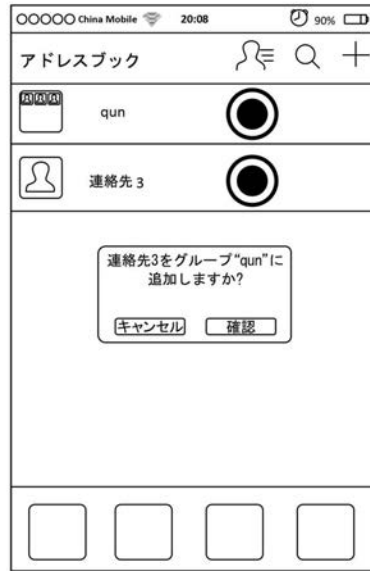 China Mobile 20:08 90%
アドレスブック
qun
連絡先 3
連絡先3をグループ“qun”に
追加しますか?
キャンセル 確認